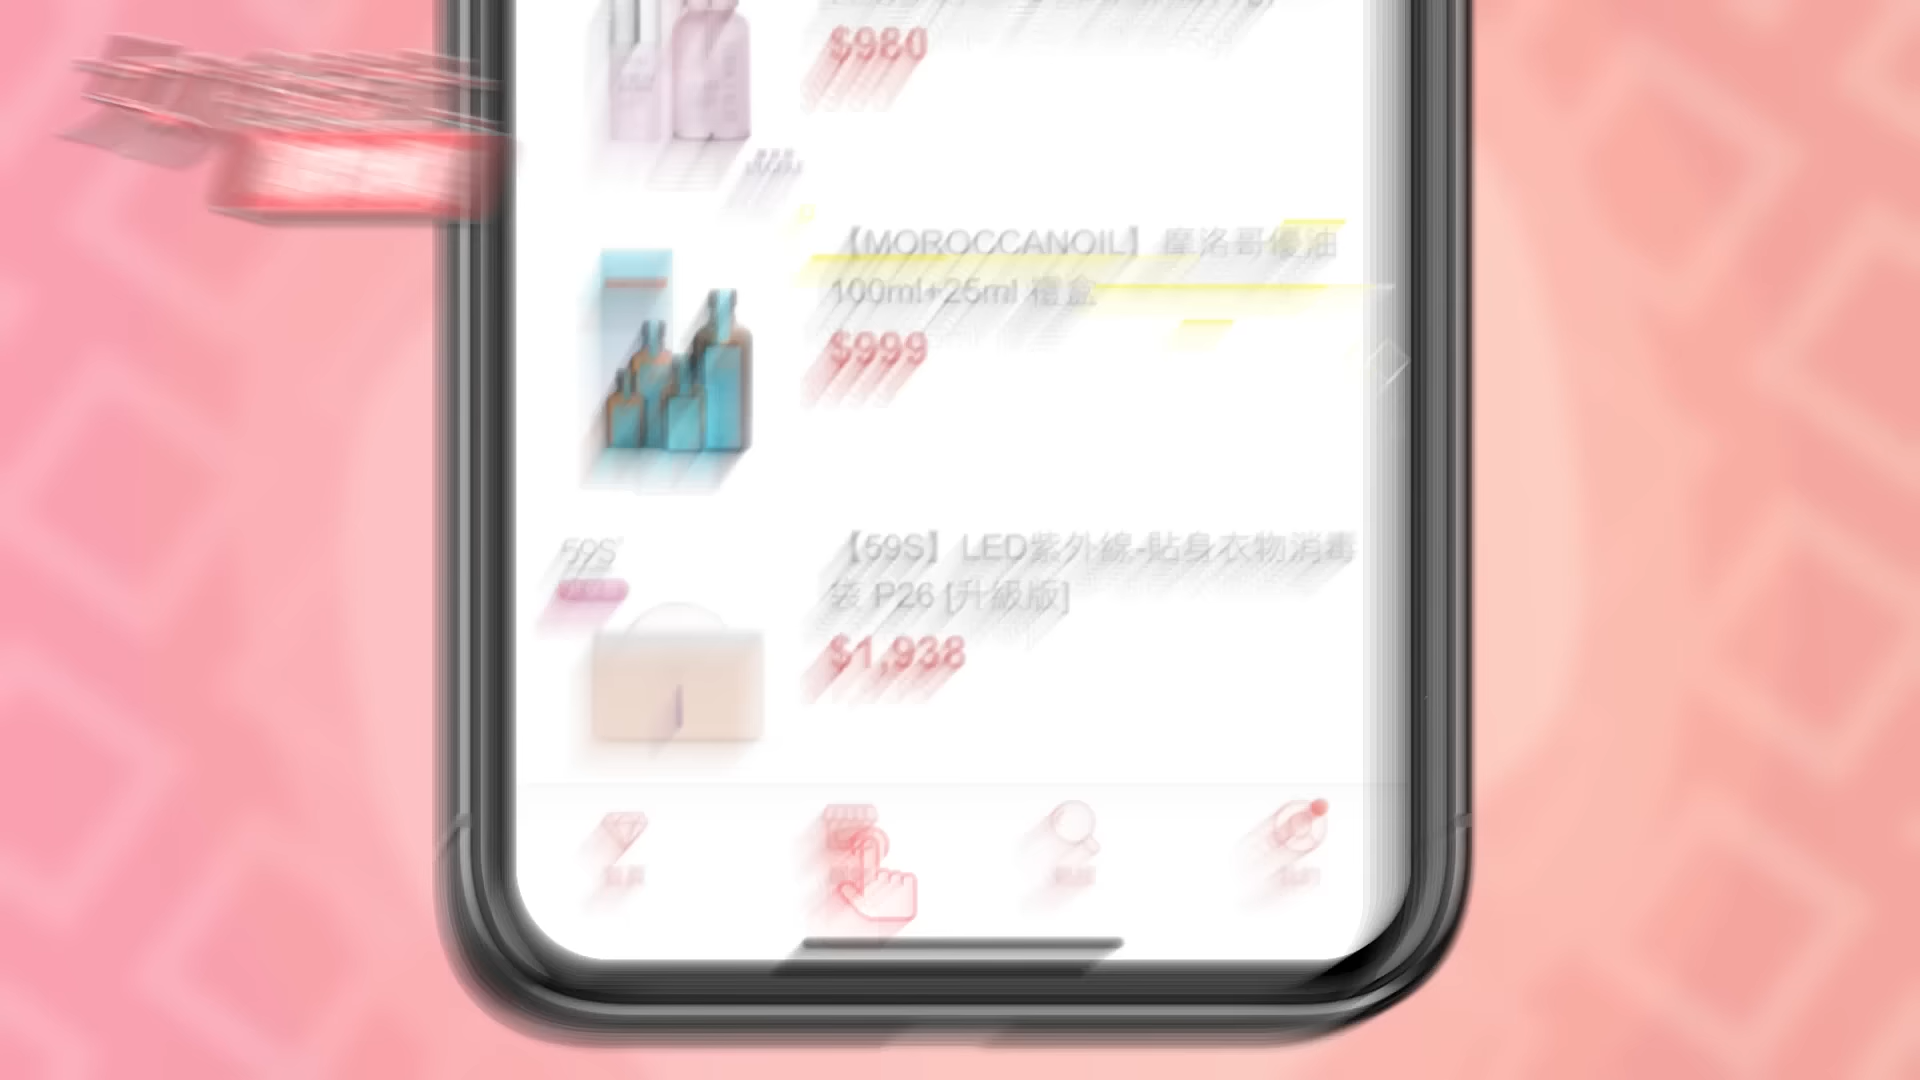 $980
【MOROCCANOIL】 摩洛哥優油
100ml+25ml 禮盒
$999
59S
【59S】 LED紫外線-貼身衣物消毒
袋 P26 [升級版]
$1,938